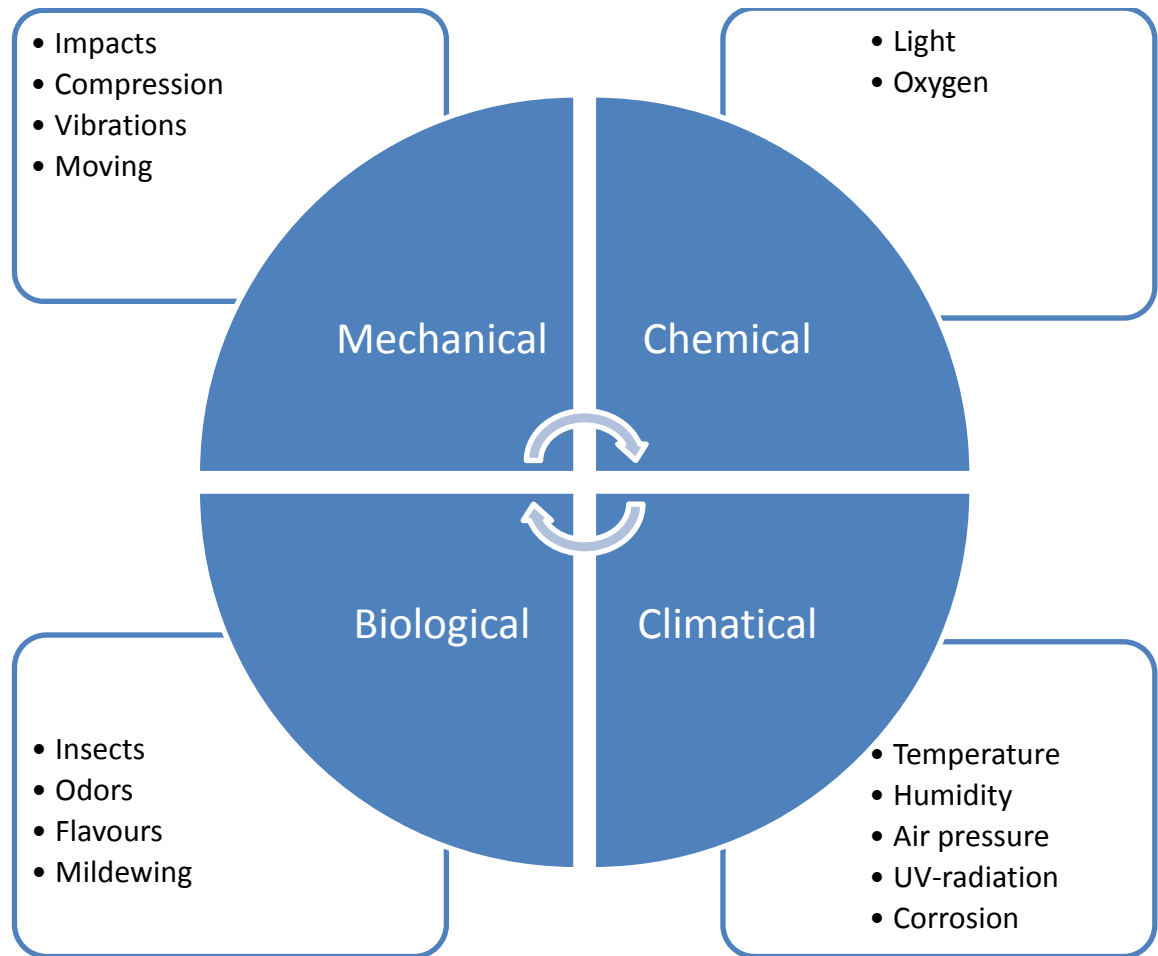 • Impacts
• Compression
• Vibrations
• Moving
• Light
• Oxygen
Mechanical
Chemical
Biological
Climatical
• Insects
• Odors
• Flavours
• Mildewing
• Temperature
• Humidity
• Air pressure
• UV-radiation
• Corrosion